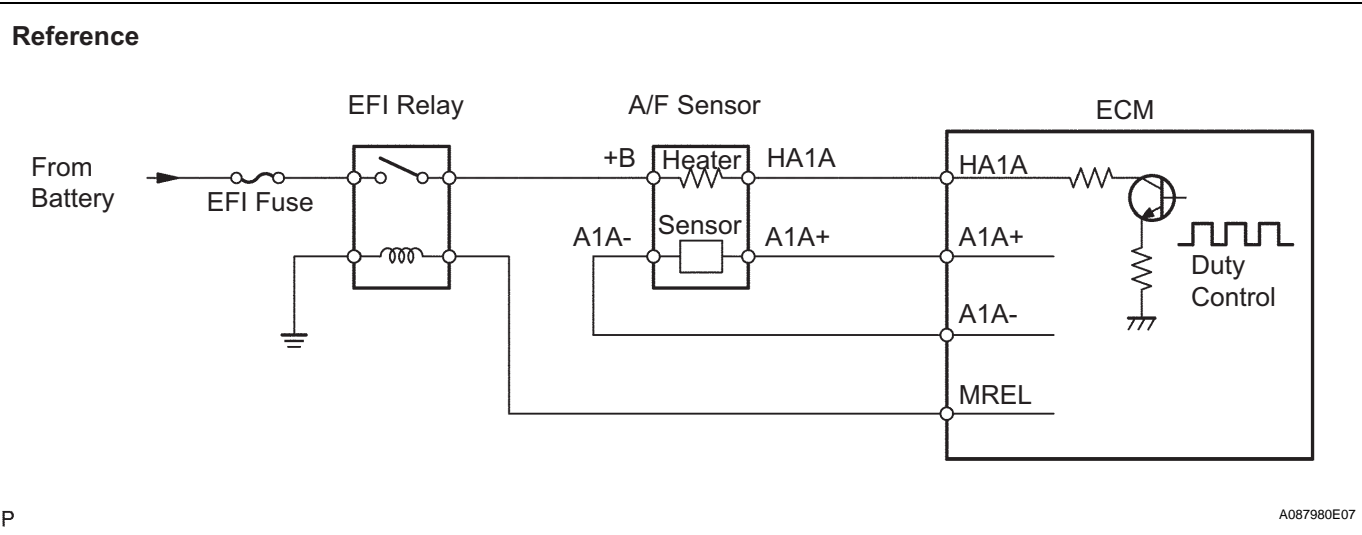 Reference
EFI Relay
A/F Sensor
ECM
From
Battery
EFI Fuse
+B
Heater
HA1A
HA1A
Sensor
A1A-
A1A+
A1A+
Duty
Control
A1A-
MREL
P
A087980E07